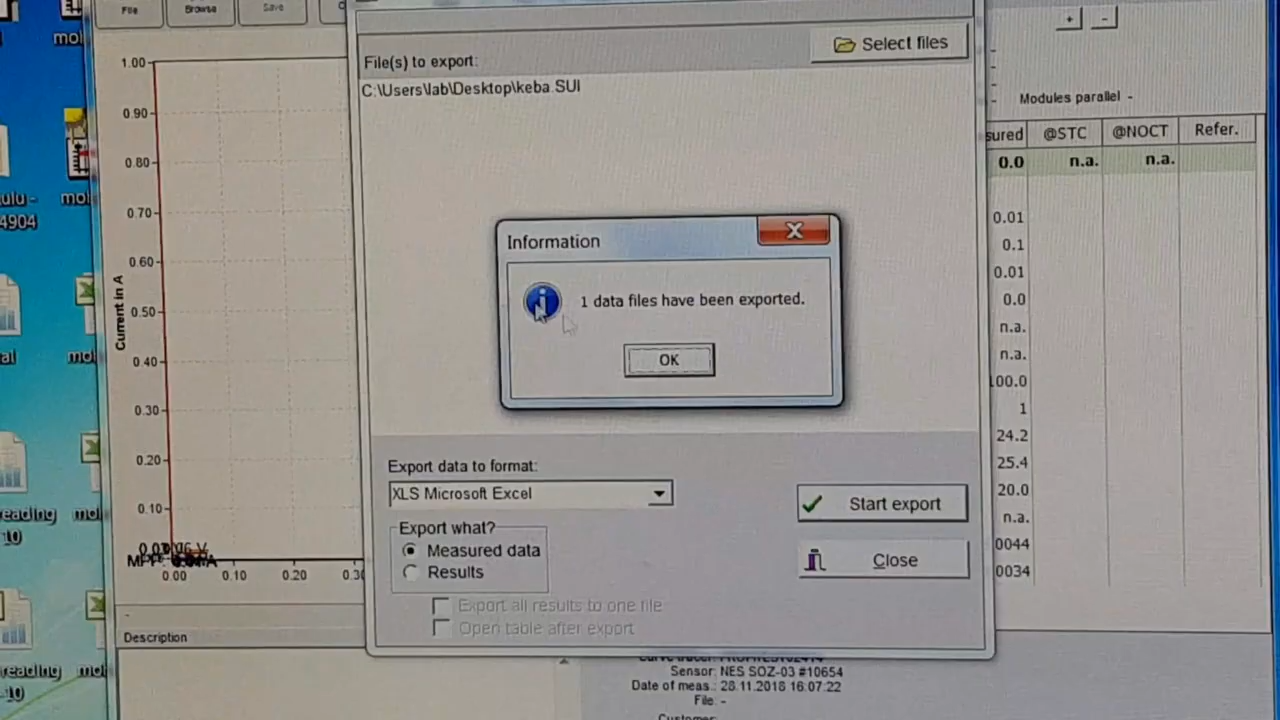 File
Browse
Save
Select files
File(s) to export:
C:\Users\lab\Desktop\keba.SUI
+ -
Modules parallel -
@STC @NOCT Refer.
0.0 n.a. n.a.
0.01
0.1
0.01
0.0
n.a.
n.a.
100.0
1
24.2
25.4
20.0
n.a.
0044
0034
Information
1 data files have been exported.
OK
Current in A
1.00
0.90
0.80
0.70
0.60
0.50
0.40
0.30
0.20
0.10
0.00 0.10 0.20
Export data to format:
XLS Microsoft Excel
Export what?
Measured data
Results
Export all results to one file
Open table after export
Start export
Close
Description
Sensor: NES SOZ-03 #10654
Date of meas.: 28.11.2018 16:07:22
File: -
Customer:
4904
10
-10